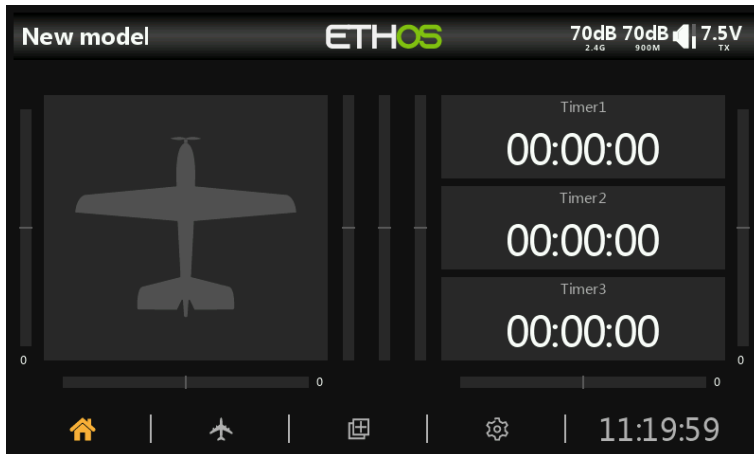 New model
ETHOS
70dB 70dB 7.5V
2.4G 900M TX
Timer1
00:00:00
Timer2
00:00:00
Timer3
00:00:00
0
0
0
0
11:19:59